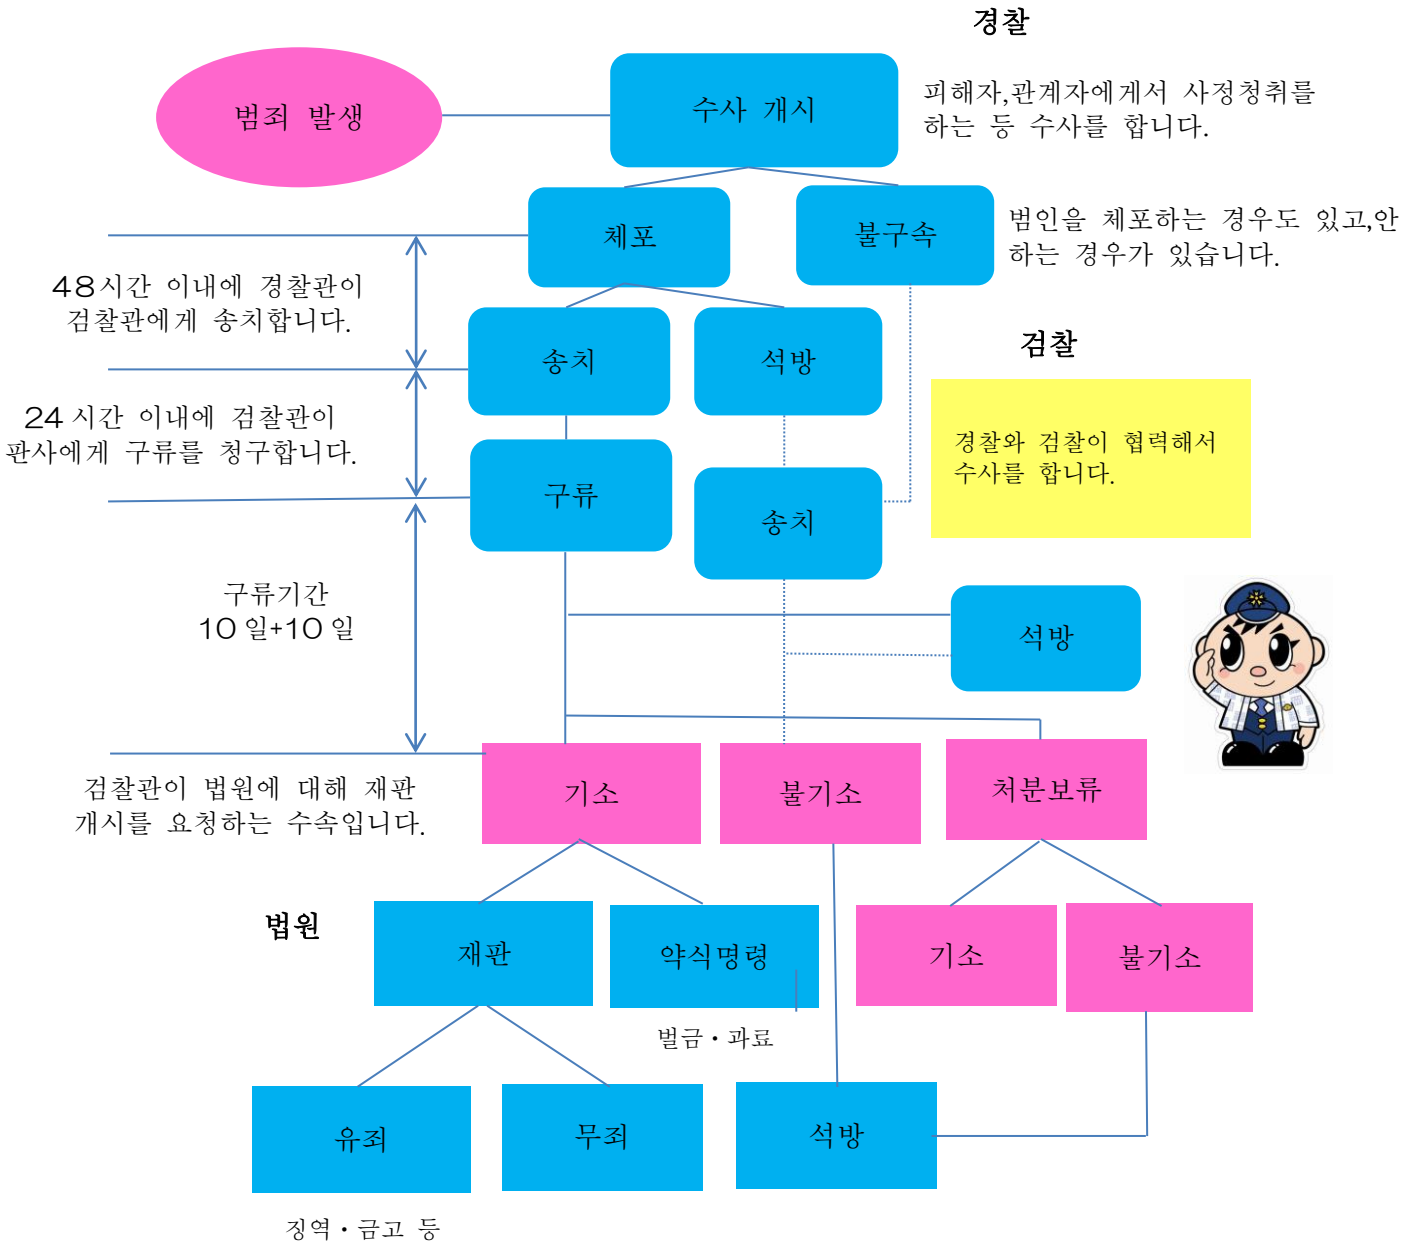 경찰
범죄 발생
수사 개시
피해자,관계자에게서 사정청취를
하는 등 수사를 합니다.
체포
불구속
범인을 체포하는 경우도 있고,안
하는 경우가 있습니다.
48시간 이내에 경찰관이
검찰관에게 송치합니다.
송치
석방
검찰
24 시간 이내에 검찰관이
판사에게 구류를 청구합니다.
경찰와 검찰이 협력해서
수사를 합니다.
구류
송치
구류기간
10 일+10 일
석방
검찰관이 법원에 대해 재판
개시를 요청하는 수속입니다.
기소
불기소
처분보류
법원
재판
약식명령
기소
불기소
벌금・과료
유죄
무죄
석방
징역・금고 등